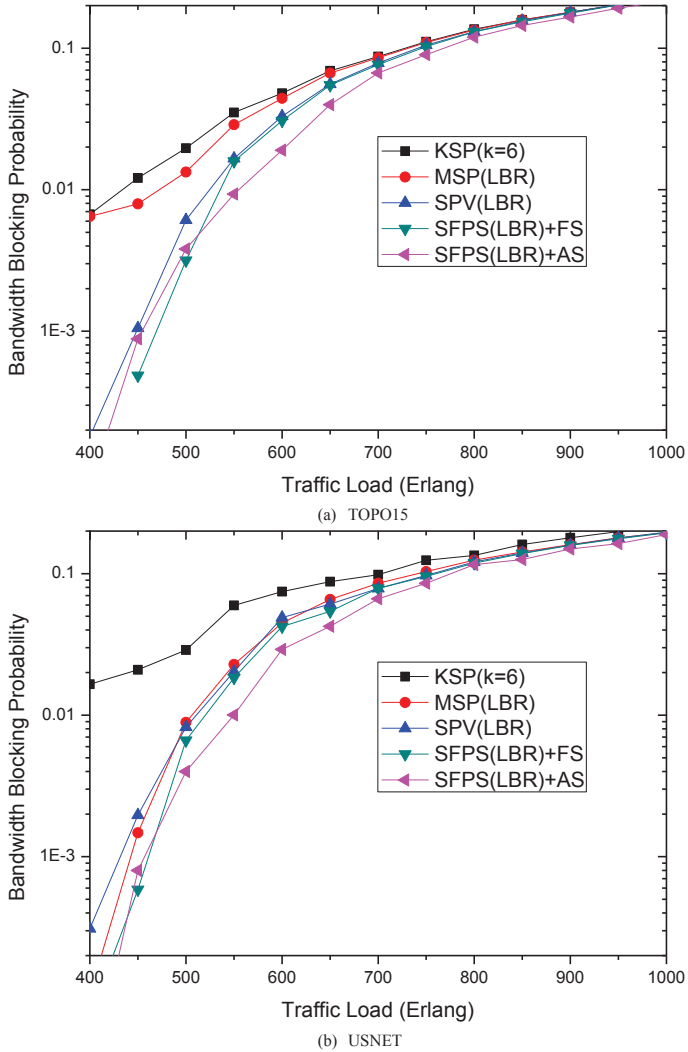 0.1
0.01
1E-3
Bandwidth Blocking Probability
KSP(k=6)
MSP(LBR)
SPV(LBR)
SFPS(LBR)+FS
SFPS(LBR)+AS
400 500 600 700 800 900 1000
Traffic Load (Erlang)
(a) TOPO15
0.1
0.01
1E-3
Bandwidth Blocking Probability
KSP(k=6)
MSP(LBR)
SPV(LBR)
SFPS(LBR)+FS
SFPS(LBR)+AS
400 500 600 700 800 900 1000
Traffic Load (Erlang)
(b) USNET